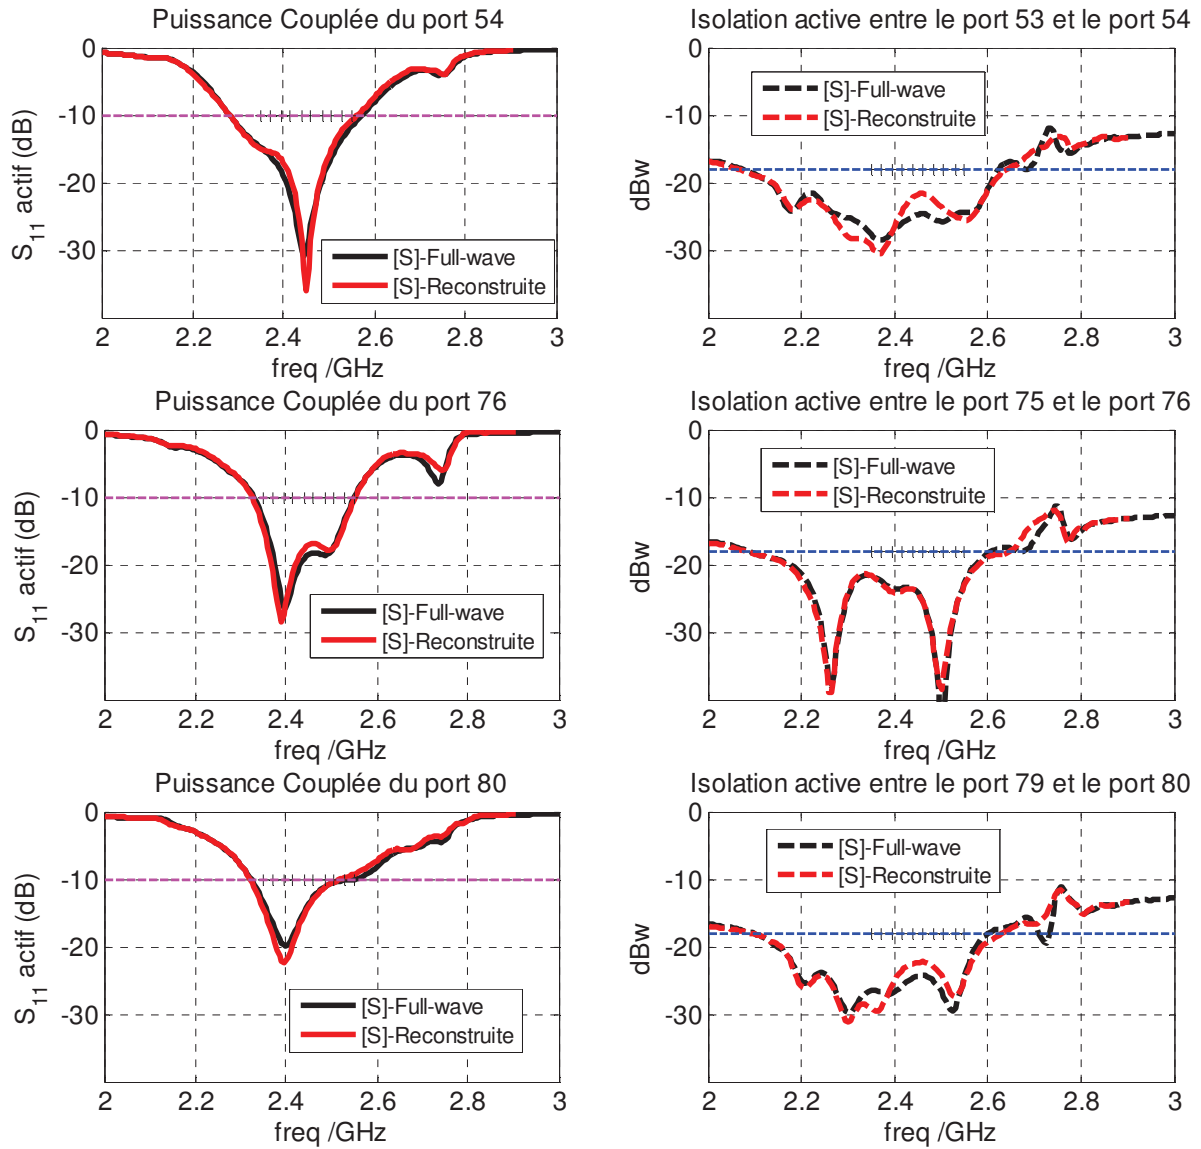 Puissance Couplée du port 54
0
-10
-20
-30
S11 actif (dB)
[S]-Full-wave
[S]-Reconstruite
2 2.2 2.4 2.6 2.8 3
freq /GHz
Isolation active entre le port 53 et le port 54
0
-10
-20
-30
dBw
[S]-Full-wave
[S]-Reconstruite
2 2.2 2.4 2.6 2.8 3
freq /GHz
Puissance Couplée du port 76
0
-10
-20
-30
S11 actif (dB)
[S]-Full-wave
[S]-Reconstruite
2 2.2 2.4 2.6 2.8 3
freq /GHz
Isolation active entre le port 75 et le port 76
0
-10
-20
-30
dBw
[S]-Full-wave
[S]-Reconstruite
2 2.2 2.4 2.6 2.8 3
freq /GHz
Puissance Couplée du port 80
0
-10
-20
-30
S11 actif (dB)
[S]-Full-wave
[S]-Reconstruite
2 2.2 2.4 2.6 2.8 3
freq /GHz
Isolation active entre le port 79 et le port 80
0
-10
-20
-30
dBw
[S]-Full-wave
[S]-Reconstruite
2 2.2 2.4 2.6 2.8 3
freq /GHz